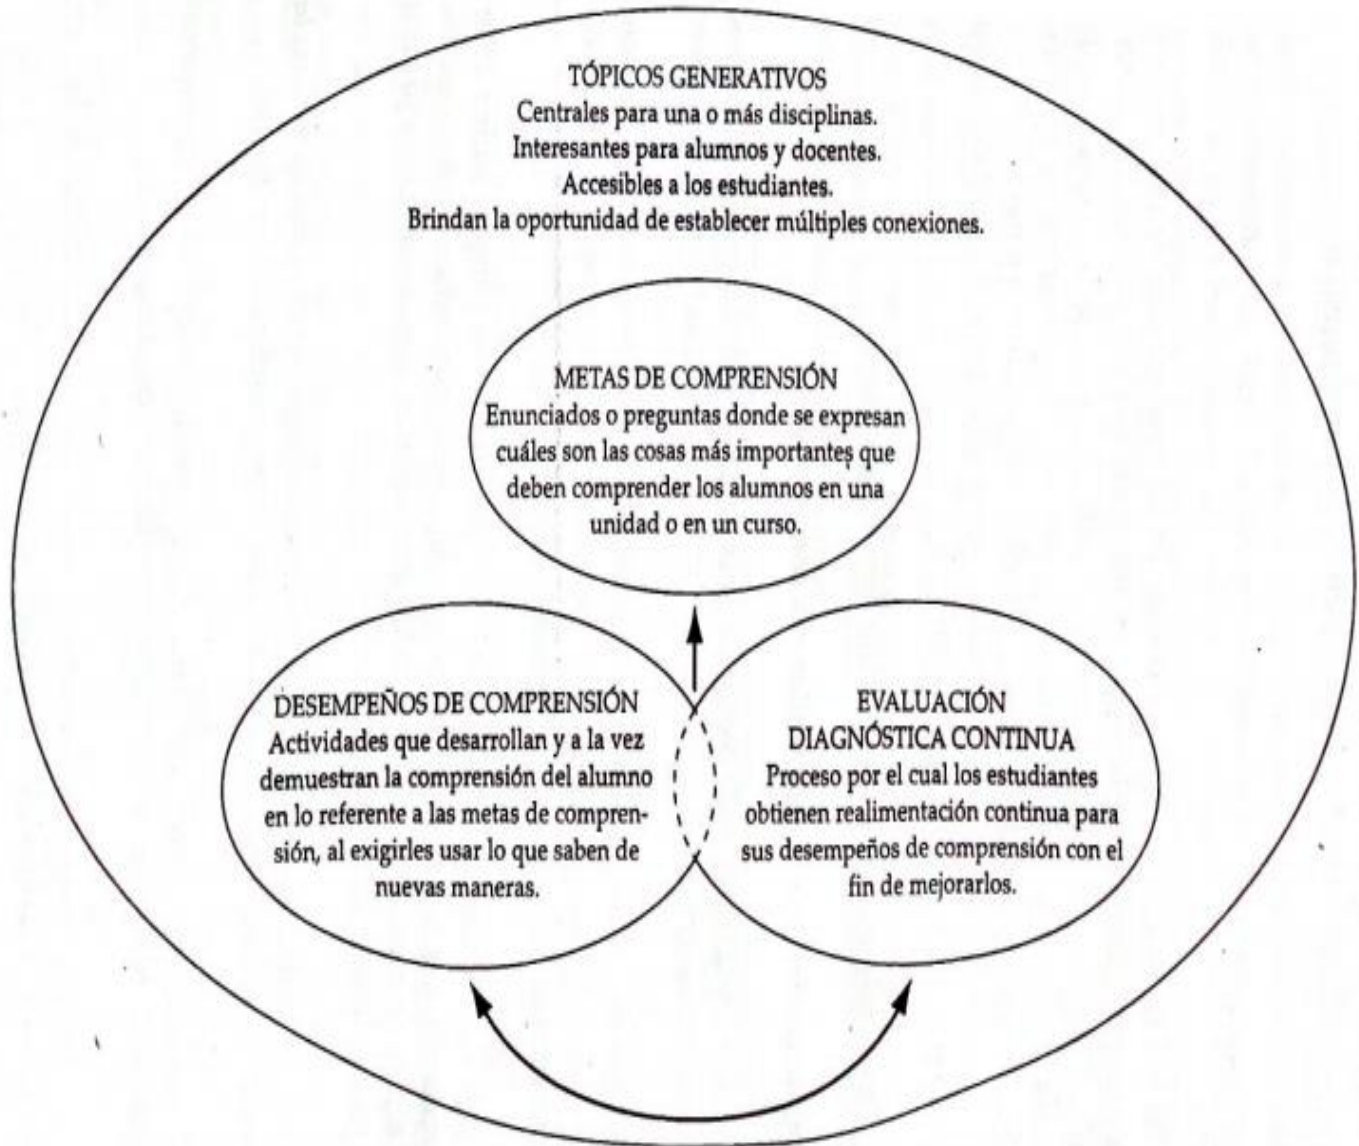 TÓPICOS GENERATIVOS
Centrales para una o más disciplinas.
Interesantes para alumnos y docentes.
Accesibles a los estudiantes.
Brindan la oportunidad de establecer múltiples conexiones.
METAS DE COMPRENSIÓN
Enunciados o preguntas donde se expresan
cuáles son las cosas más importantes que
deben comprender los alumnos en una
unidad o en un curso.
DESEMPEÑOS DE COMPRENSIÓN
Actividades que desarrollan y a la vez
demuestran la comprensión del alumno
en lo referente a las metas de compren-
sión, al exigirles usar lo que saben de
nuevas maneras.
EVALUACIÓN
DIAGNÓSTICA CONTINUA
Proceso por el cual los estudiantes
obtienen realimentación continua para
sus desempeños de comprensión con el
fin de mejorarlos.